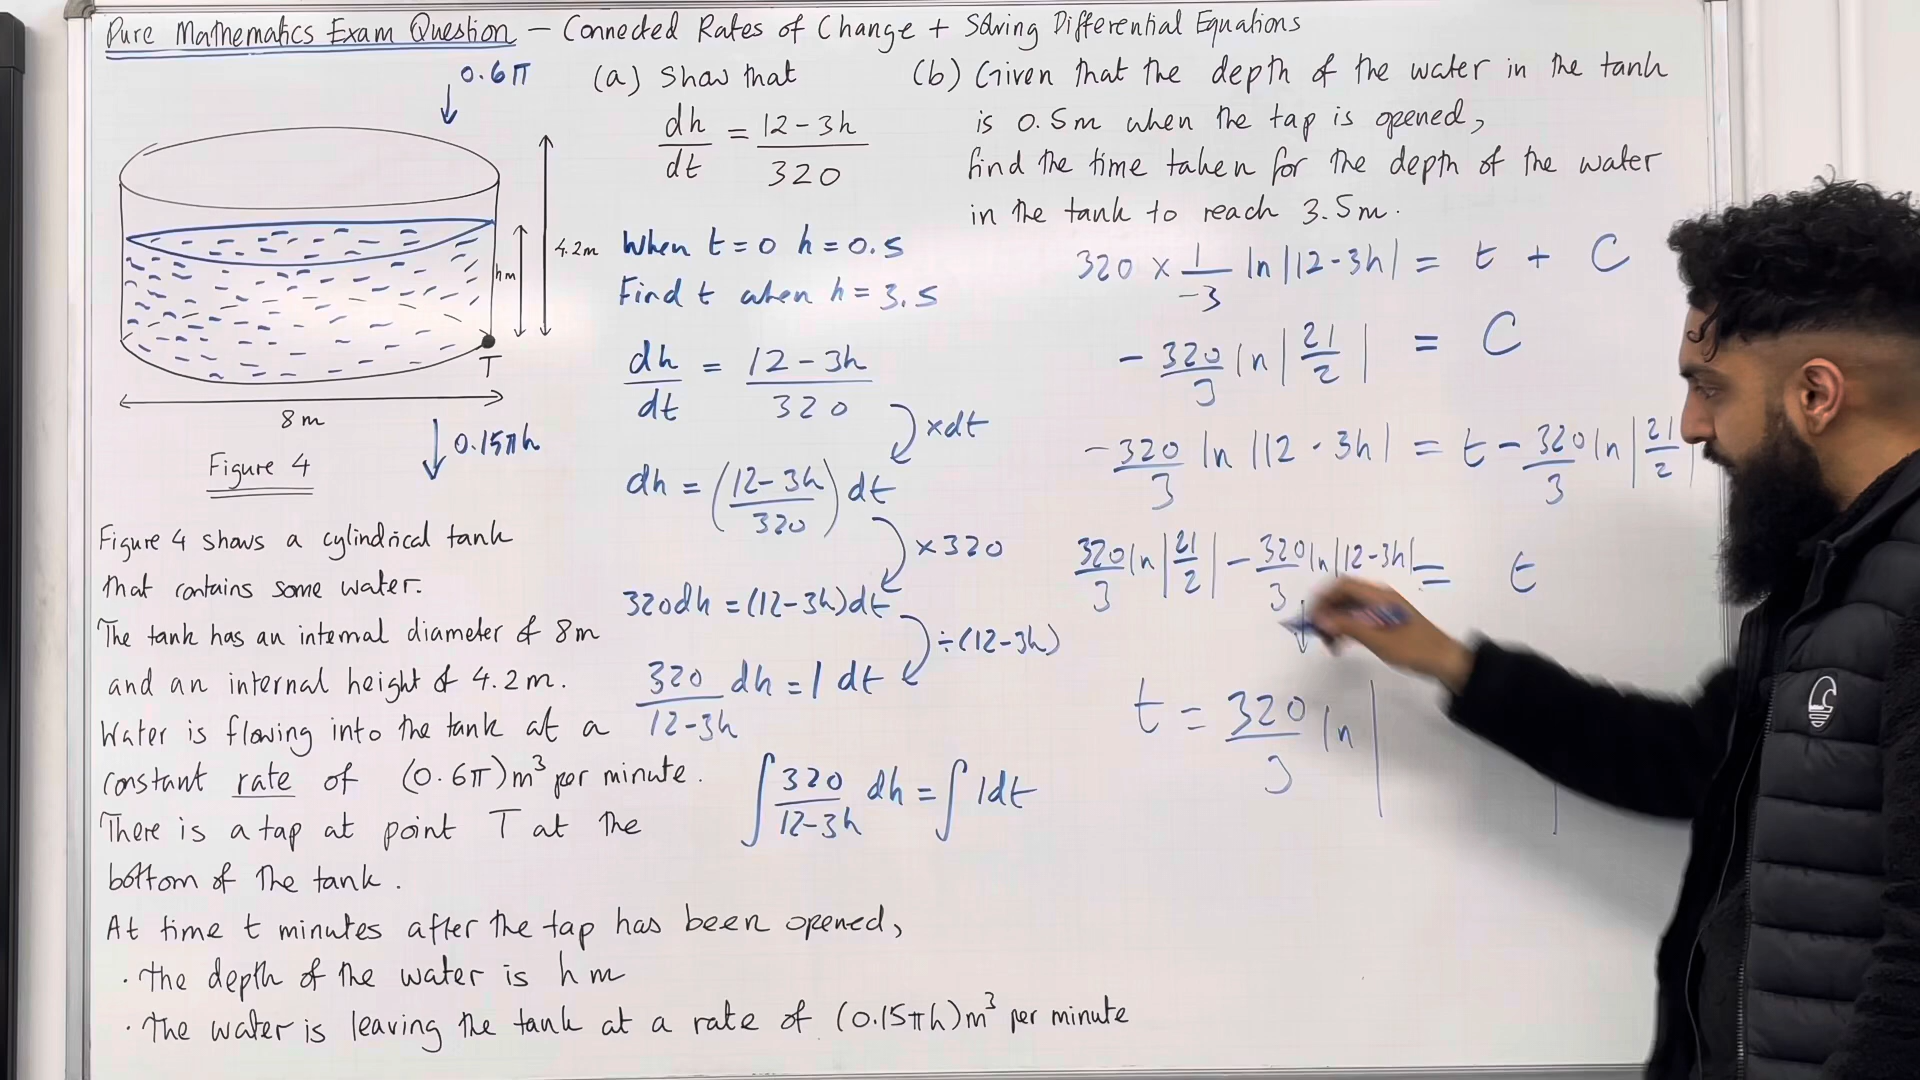 Pure Mathematics Exam Question – Connected Rates of Change + Solving Differential Equations
0.6π
4.2m
hm
T
8m
0.15πh
Figure 4
Figure 4 shows a cylindrical tank
that contains some water.
The tank has an internal diameter of 8m
and an internal height of 4.2m.
Water is flowing into the tank at a
constant rate of (0.6π)m³ per minute.
There is a tap at point T at the
bottom of the tank.
At time t minutes after the tap has been opened,
· the depth of the water is h m
· the water is leaving the tank at a rate of (0.15πh)m³ per minute
(a) Show that
dh/dt = (12-3h)/320
When t=0 h=0.5
Find t when h=3.5
dh/dt = (12-3h)/320
×dt
dh = ((12-3h)/320) dt
×320
320dh = (12-3h)dt
÷(12-3h)
320/(12-3h) dh = 1 dt
∫ 320/(12-3h) dh = ∫ 1dt
(b) Given that the depth of the water in the tank
is 0.5m when the tap is opened,
find the time taken for the depth of the water
in the tank to reach 3.5m.
320 × 1/-3 ln|12-3h| = t + C
- 320/3 ln|21/2| = C
- 320/3 ln|12-3h| = t - 320/3 ln|21/2|
320/3 ln|21/2| - 320/3 ln|12-3h| = t
t = 320/3 ln|